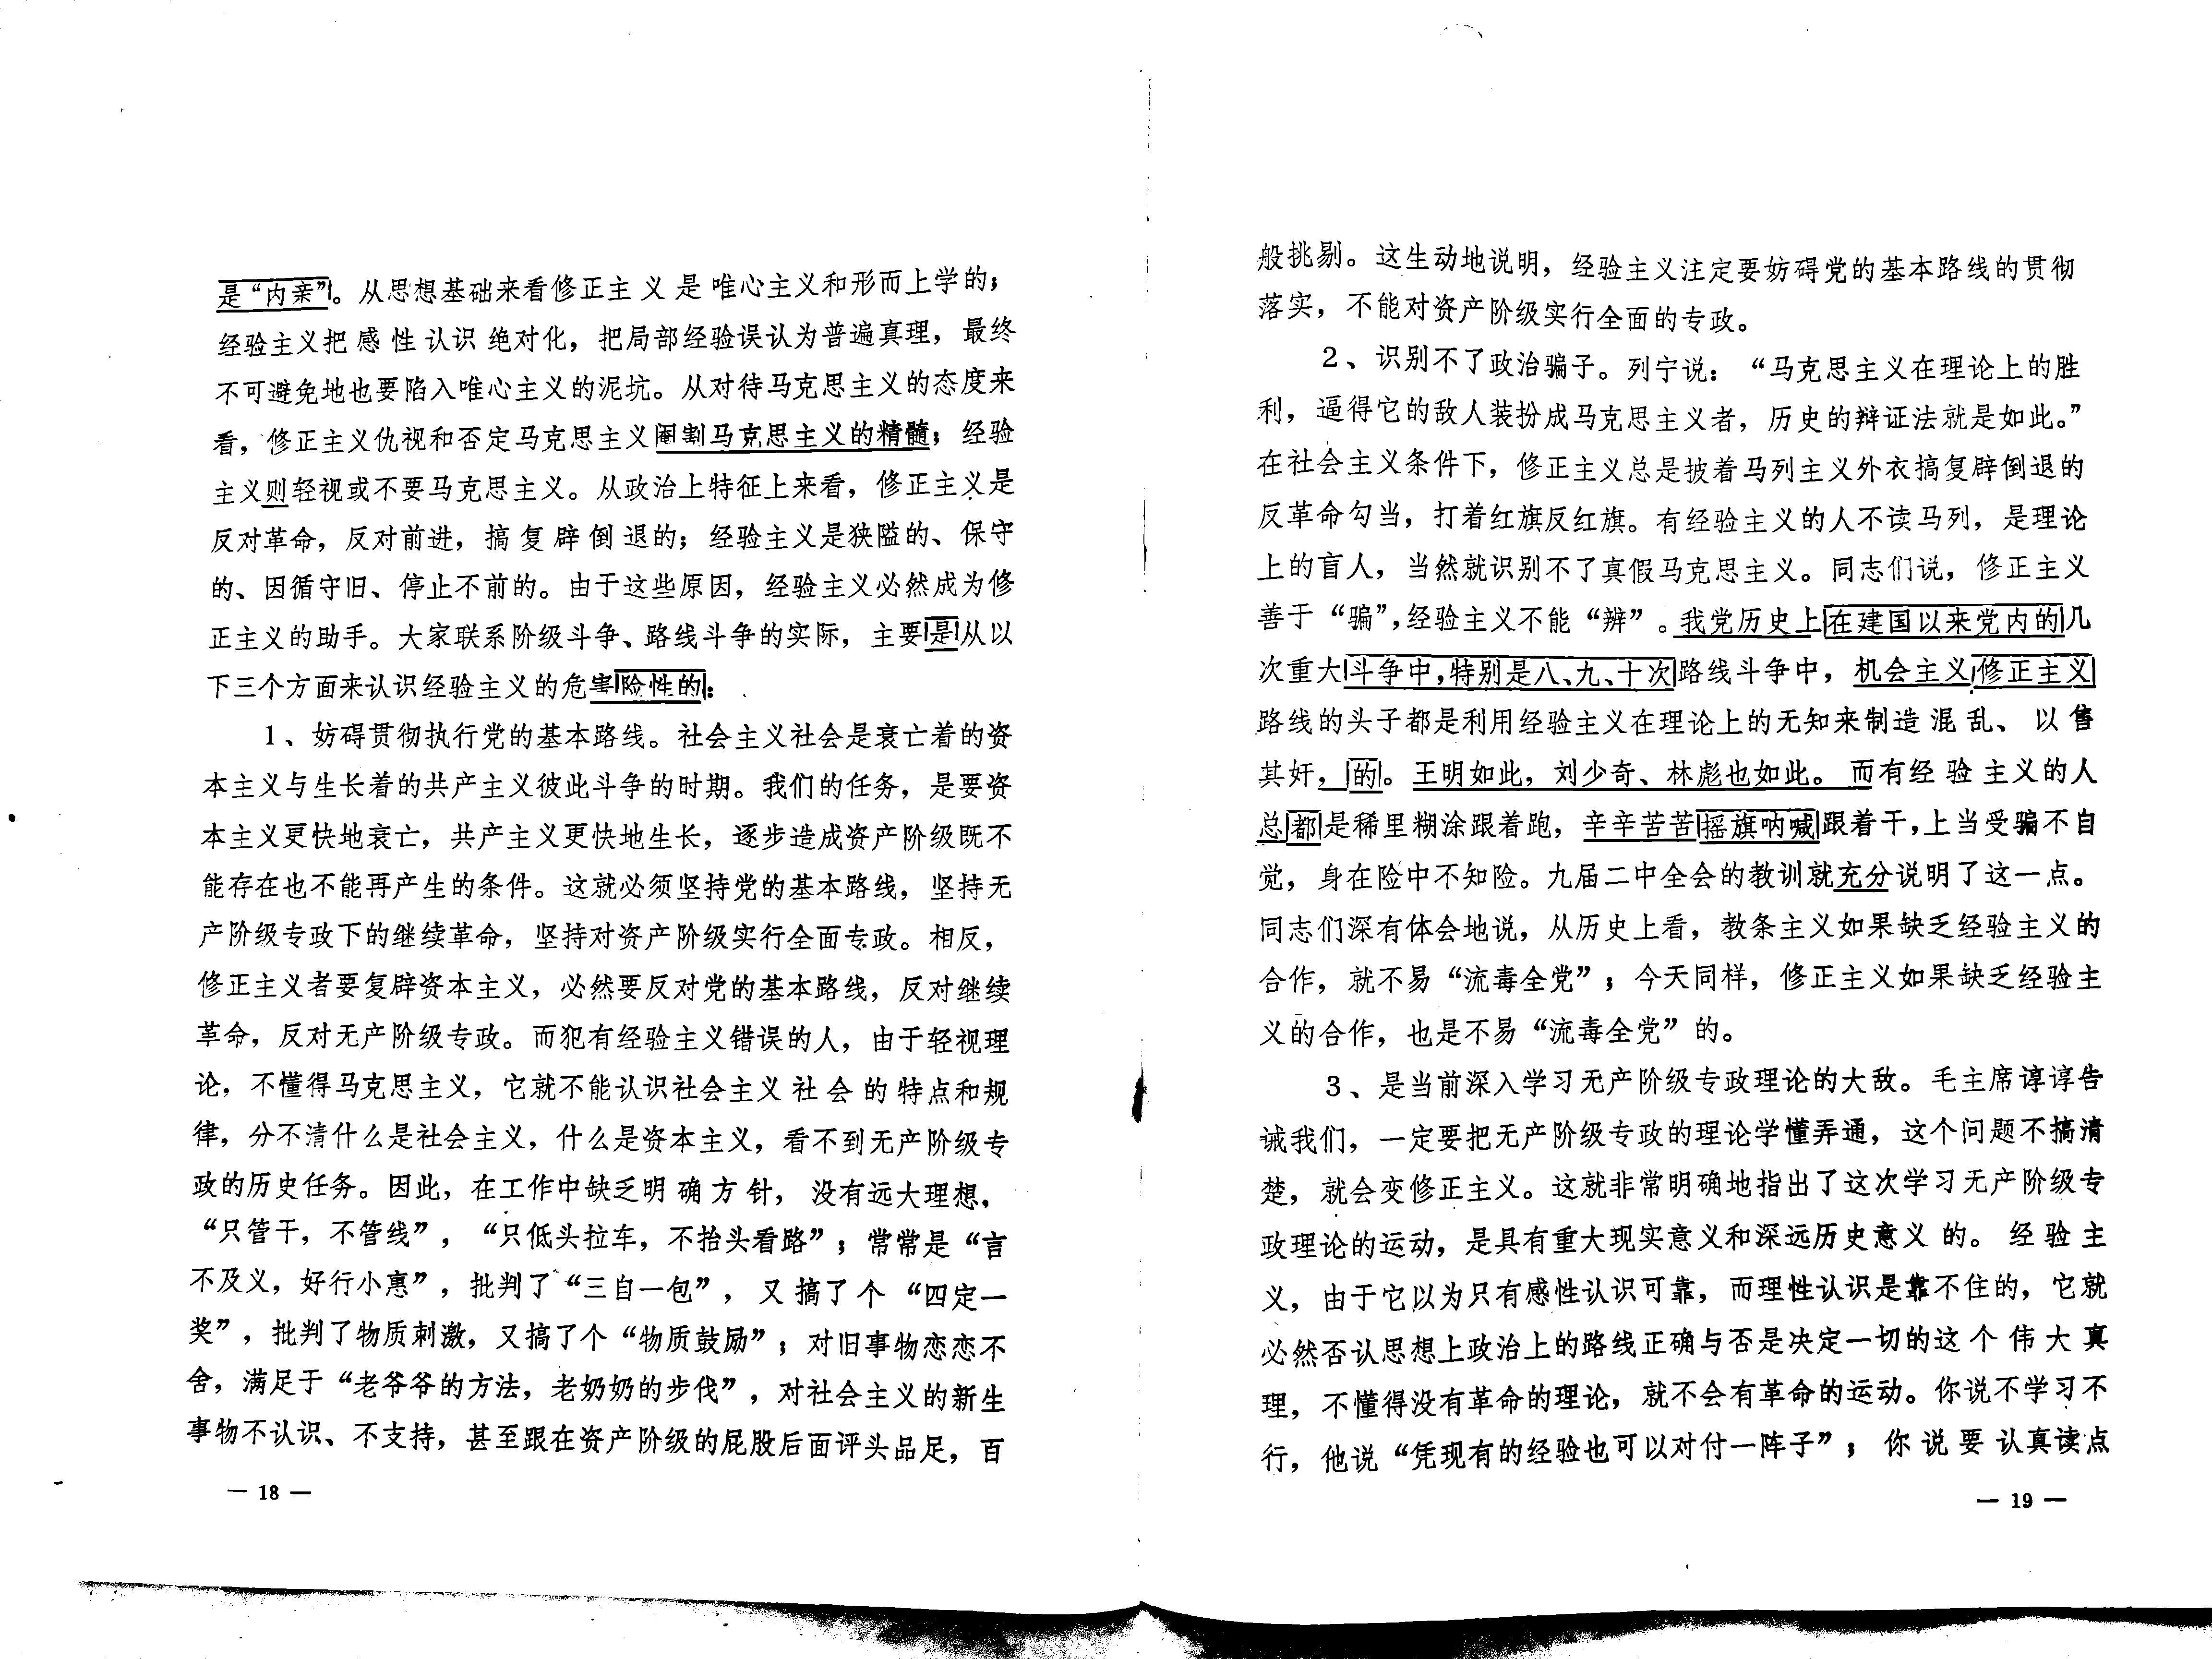 是“内亲”。从思想基础来看修正主义是唯心主义和形而上学的；
经验主义把感性认识绝对化，把局部经验误认为普遍真理，最终
不可避免地也要陷入唯心主义的泥坑。从对待马克思主义的态度来
看，修正主义仇视和否定马克思主义阉割马克思主义的精髓；经验
主义则轻视或不要马克思主义。从政治上特征上来看，修正主义是
反对革命，反对前进，搞复辟倒退的；经验主义是狭隘的、保守
的、因循守旧、停止不前的。由于这些原因，经验主义必然成为修
正主义的助手。大家联系阶级斗争、路线斗争的实际，主要是从以
下三个方面来认识经验主义的危害险性的：
1、妨碍贯彻执行党的基本路线。社会主义社会是衰亡着的资
本主义与生长着的共产主义彼此斗争的时期。我们的任务，是要资
本主义更快地衰亡，共产主义更快地生长，逐步造成资产阶级既不
能存在也不能再产生的条件。这就必须坚持党的基本路线，坚持无
产阶级专政下的继续革命，坚持对资产阶级实行全面专政。相反，
修正主义者要复辟资本主义，必然要反对党的基本路线，反对继续
革命，反对无产阶级专政。而犯有经验主义错误的人，由于轻视理
论，不懂得马克思主义，它就不能认识社会主义社会的特点和规
律，分不清什么是社会主义，什么是资本主义，看不到无产阶级专
政的历史任务。因此，在工作中缺乏明确方针，没有远大理想，
“只管干，不管线”，“只低头拉车，不抬头看路”；常常是“言
不及义，好行小惠”，批判了“三自一包”，又搞了个“四定一
奖”，批判了物质刺激，又搞了个“物质鼓励”；对旧事物恋恋不
舍，满足于“老爷爷的方法，老奶奶的步伐”，对社会主义的新生
事物不认识、不支持，甚至跟在资产阶级的屁股后面评头品足，百
— 18 —
般挑剔。这生动地说明，经验主义注定要妨碍党的基本路线的贯彻
落实，不能对资产阶级实行全面的专政。
2、识别不了政治骗子。列宁说：“马克思主义在理论上的胜
利，逼得它的敌人装扮成马克思主义者，历史的辩证法就是如此。”
在社会主义条件下，修正主义总是披着马列主义外衣搞复辟倒退的
反革命勾当，打着红旗反红旗。有经验主义的人不读马列，是理论
上的盲人，当然就识别不了真假马克思主义。同志们说，修正主义
善于“骗”，经验主义不能“辨”。我党历史上在建国以来党内的几
次重大斗争中，特别是八、九、十次路线斗争中，机会主义修正主义
路线的头子都是利用经验主义在理论上的无知来制造混乱、以售
其奸，的。王明如此，刘少奇、林彪也如此。而有经验主义的人
总都是稀里糊涂跟着跑，辛辛苦苦摇旗呐喊跟着干，上当受骗不自
觉，身在险中不知险。九届二中全会的教训就充分说明了这一点。
同志们深有体会地说，从历史上看，教条主义如果缺乏经验主义的
合作，就不易“流毒全党”；今天同样，修正主义如果缺乏经验主
义的合作，也是不易“流毒全党”的。
3、是当前深入学习无产阶级专政理论的大敌。毛主席谆谆告
诫我们，一定要把无产阶级专政的理论学懂弄通，这个问题不搞清
楚，就会变修正主义。这就非常明确地指出了这次学习无产阶级专
政理论的运动，是具有重大现实意义和深远历史意义的。经验主
义，由于它以为只有感性认识可靠，而理性认识是靠不住的，它就
必然否认思想上政治上的路线正确与否是决定一切的这个伟大真
理，不懂得没有革命的理论，就不会有革命的运动。你说不学习不
行，他说“凭现有的经验也可以对付一阵子”；你说要认真读点
— 19 —